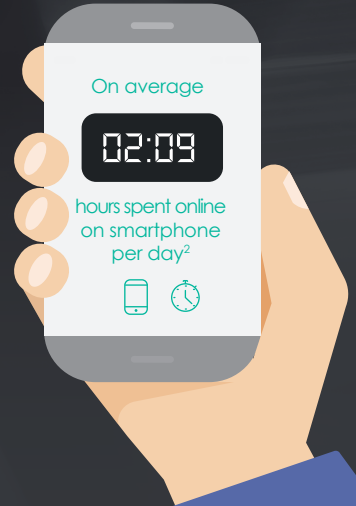 On average
02:09
hours spent online
on smartphone
per day²